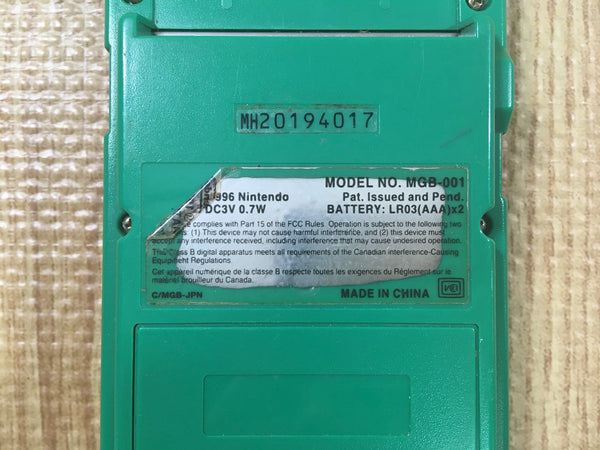 MH20194017
1996 Nintendo
MODEL NO. MGB-001
Pat. Issued and Pend.
DC3V 0.7W
BATTERY: LR03(AAA)x2
complies with Part 15 of the FCC Rules. Operation is subject to the following two
(1) This device may not cause harmful interference, and (2) this device must
accept any interference received, including interference that may cause undesired operation.
This Class B digital apparatus meets all requirements of the Canadian Interference-Causing
Equipment Regulations.
Cet appareil numérique de la classe B respecte toutes les exigences du Règlement sur le
matériel brouilleur du Canada.
C/MGB-JPN
MADE IN CHINA